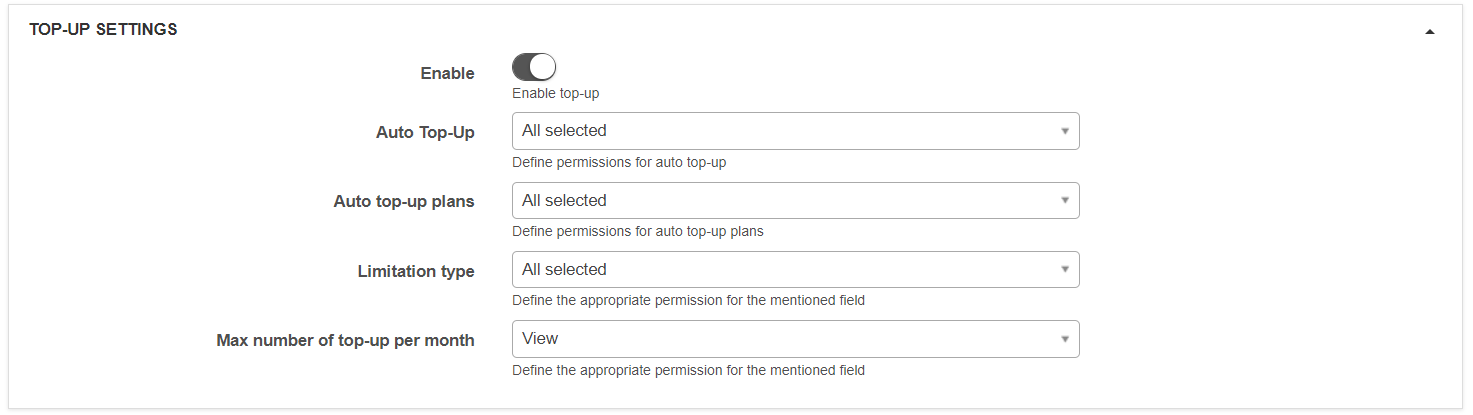 TOP-UP SETTINGS
Enable
Enable top-up
Auto Top-Up
All selected
Define permissions for auto top-up
Auto top-up plans
All selected
Define permissions for auto top-up plans
Limitation type
All selected
Define the appropriate permission for the mentioned field
Max number of top-up per month
View
Define the appropriate permission for the mentioned field